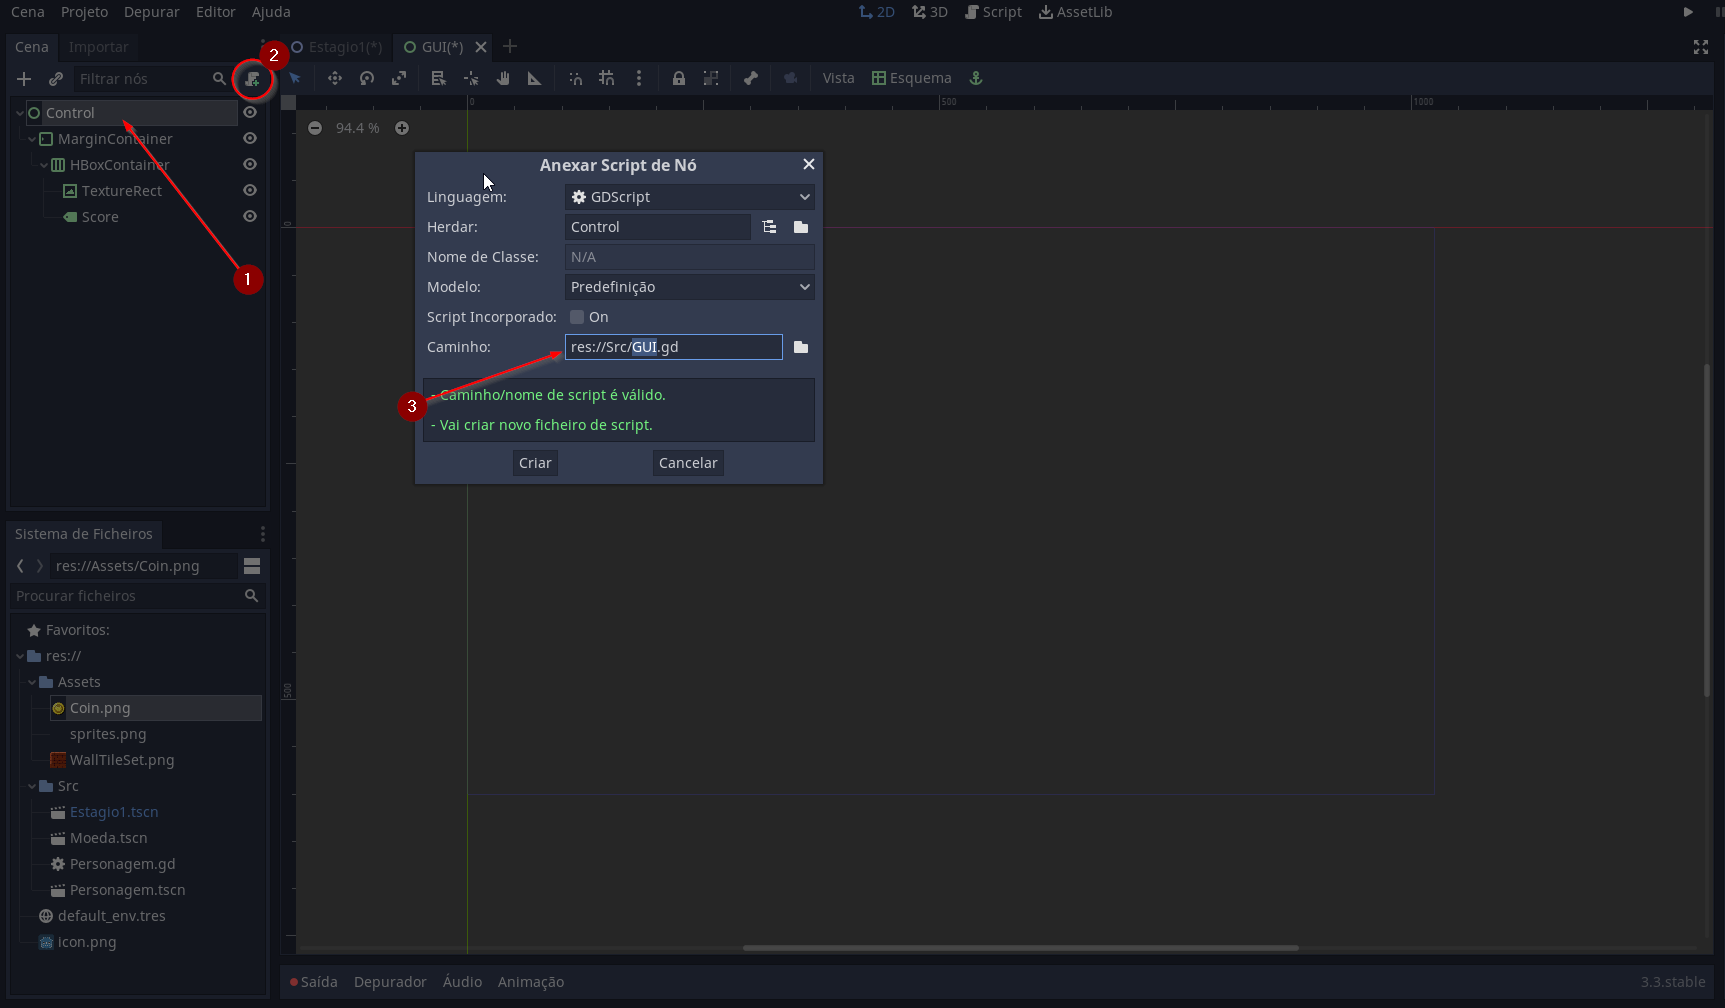 Cena Projeto Depurar Editor Ajuda 2D 3D Script AssetLib
Cena Importar
Estagio1(*) GUI(*)
2
Filtrar nós
Vista Esquema
Control
MarginContainer
HBoxContainer
TextureRect
Score
1
0 500 1000
94.4 %
0
500
Anexar Script de Nó
Linguagem: GDScript
Herdar: Control
Nome de Classe: N/A
Modelo: Predefinição
Script Incorporado: On
Caminho: res://Src/GUI.gd
3
- Caminho/nome de script é válido.
- Vai criar novo ficheiro de script.
Criar Cancelar
Sistema de Ficheiros
res://Assets/Coin.png
Procurar ficheiros
Favoritos:
res://
Assets
Coin.png
sprites.png
WallTileSet.png
Src
Estagio1.tscn
Moeda.tscn
Personagem.gd
Personagem.tscn
default_env.tres
icon.png
Saída Depurador Áudio Animação 3.3.stable